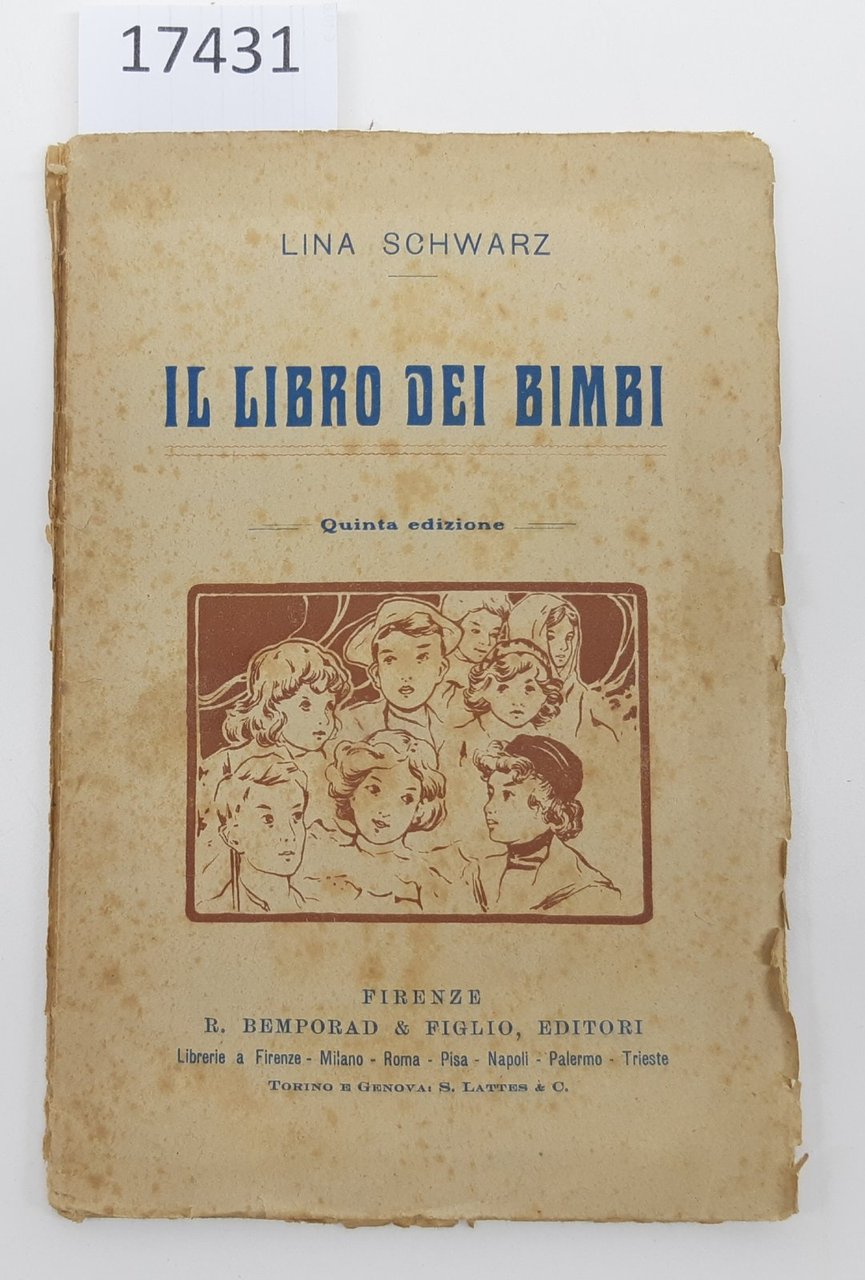 17431
LINA SCHWARZ
IL LIBRO DEI BIMBI
Quinta edizione
FIRENZE
R. BEMPORAD & FIGLIO, EDITORI
Librerie a Firenze - Milano - Roma - Pisa - Napoli - Palermo - Trieste
TORINO E GENOVA: S. LATTES & C.